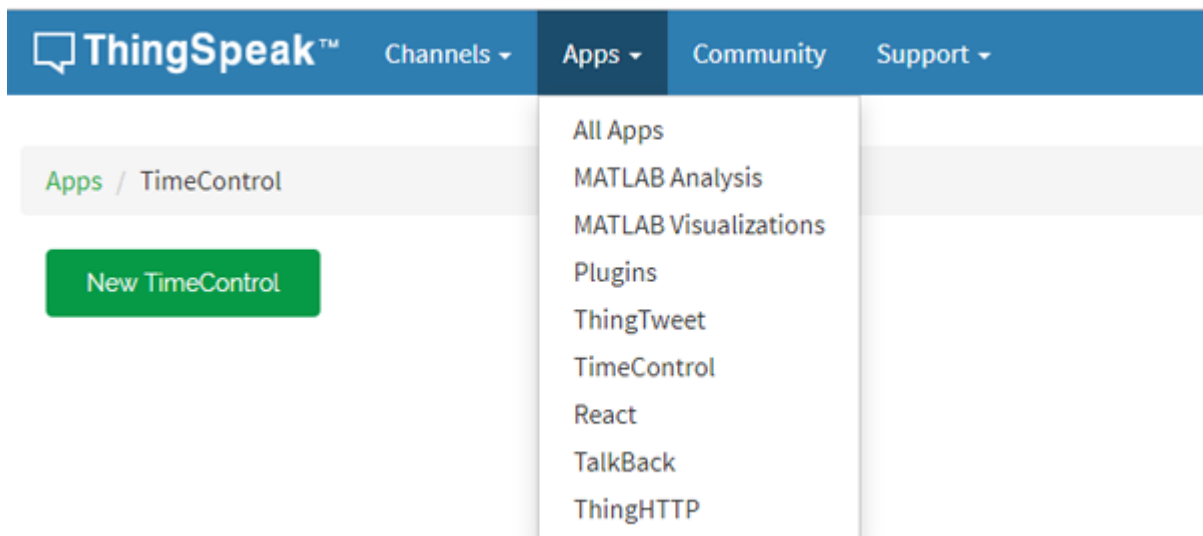 ThingSpeak™ Channels Apps Community Support
All Apps
Apps / TimeControl
MATLAB Analysis
MATLAB Visualizations
New TimeControl
Plugins
ThingTweet
TimeControl
React
TalkBack
ThingHTTP